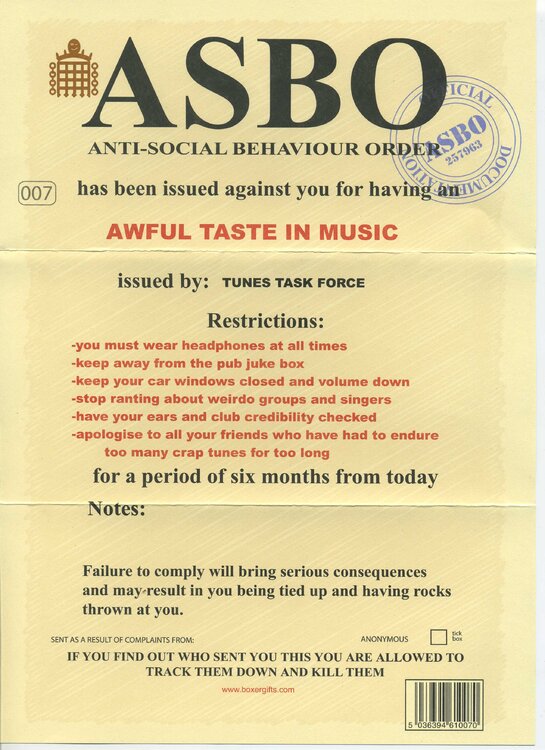 ASBO
ANTI-SOCIAL BEHAVIOUR ORDER
OFFICIAL
ASBO
257963
DOCUMENTATION
007
has been issued against you for having an
AWFUL TASTE IN MUSIC
issued by: TUNES TASK FORCE
Restrictions:
-you must wear headphones at all times
-keep away from the pub juke box
-keep your car windows closed and volume down
-stop ranting about weirdo groups and singers
-have your ears and club credibility checked
-apologise to all your friends who have had to endure
too many crap tunes for too long
for a period of six months from today
Notes:
Failure to comply will bring serious consequences
and may result in you being tied up and having rocks
thrown at you.
SENT AS A RESULT OF COMPLAINTS FROM:
ANONYMOUS
tick
box
IF YOU FIND OUT WHO SENT YOU THIS YOU ARE ALLOWED TO
TRACK THEM DOWN AND KILL THEM
www.boxergifts.com
5 036394 610070